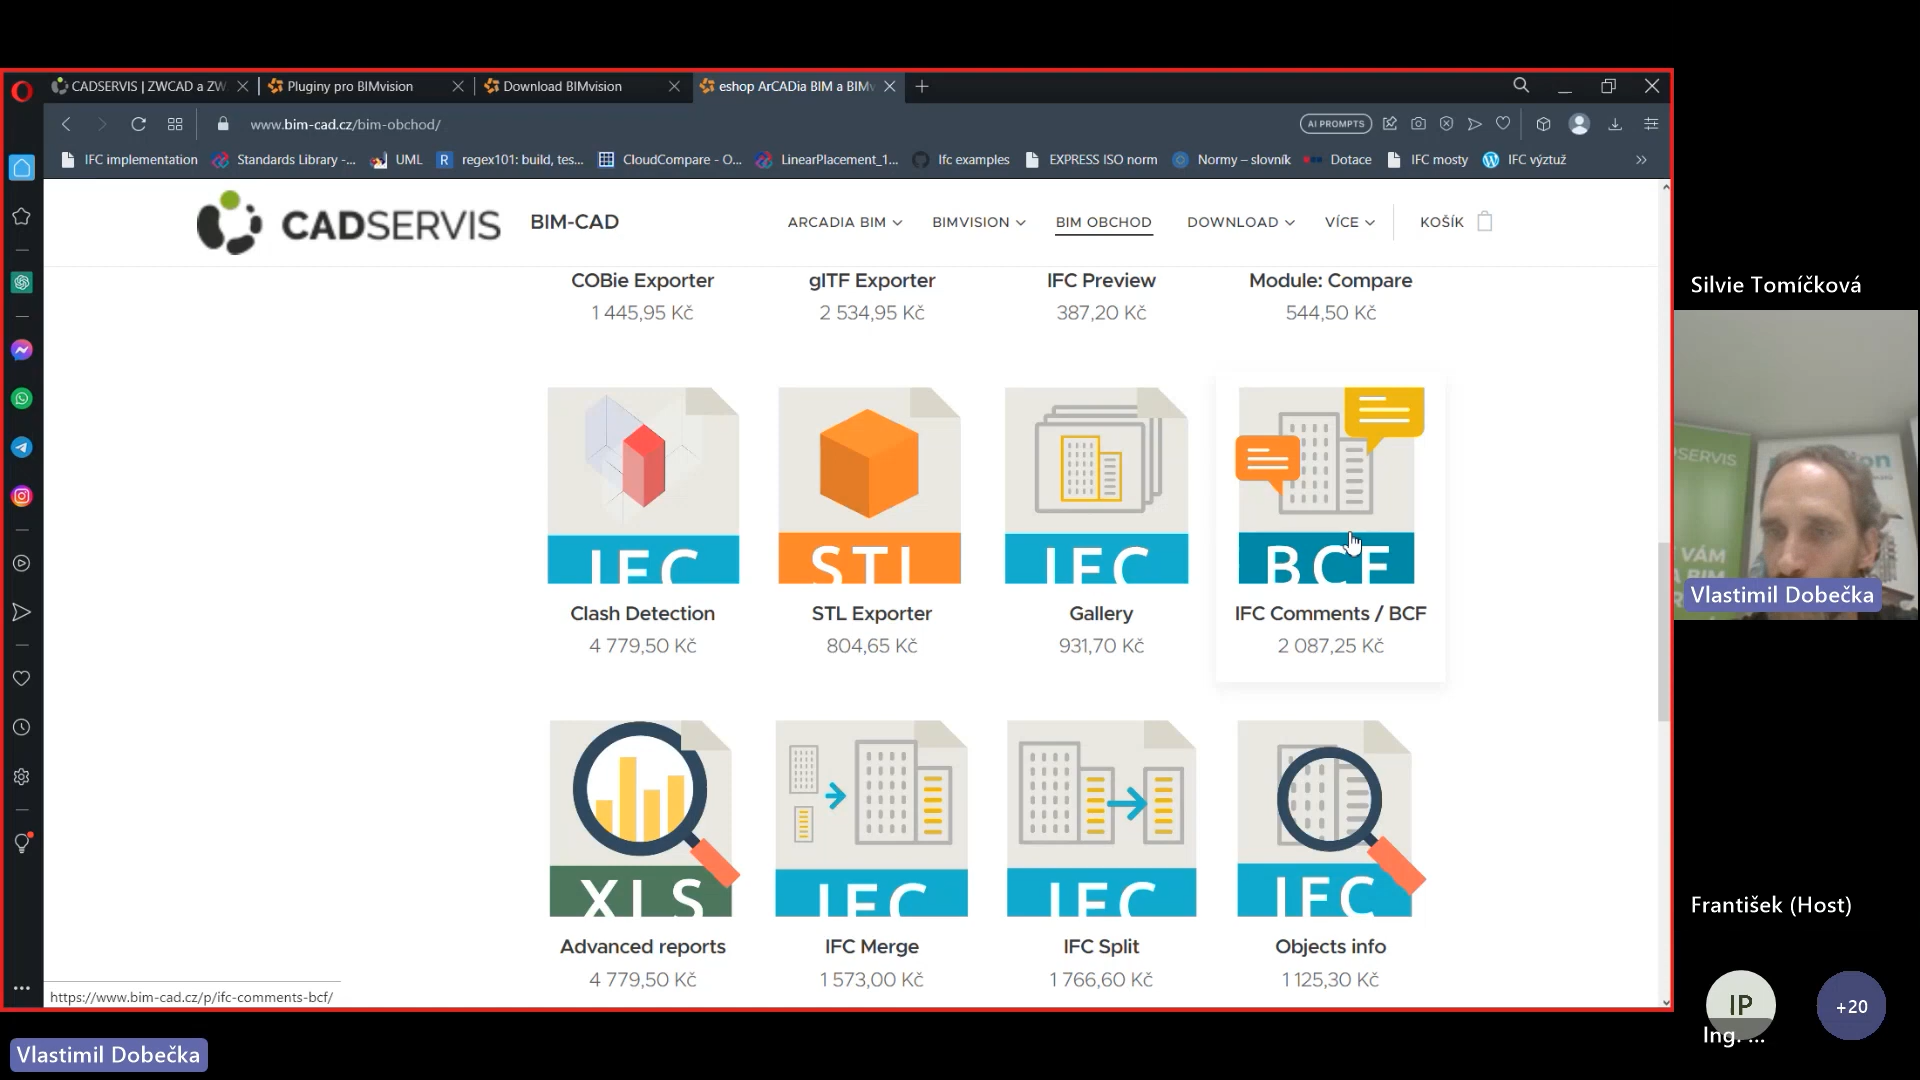 CADSERVIS | ZWCAD a ZW
Pluginy pro BIMvision
Download BIMvision
eshop ArCADia BIM a BIMv
www.bim-cad.cz/bim-obchod/
AI PROMPTS
IFC implementation
Standards Library -...
UML
regex101: build, tes...
CloudCompare - O...
LinearPlacement_1...
Ifc examples
EXPRESS ISO norm
Normy – slovník
Dotace
IFC mosty
IFC výztuž
CADSERVIS
BIM-CAD
ARCADIA BIM
BIMVISION
BIM OBCHOD
DOWNLOAD
VÍCE
KOŠÍK
COBie Exporter
glTF Exporter
IFC Preview
Module: Compare
1 445,95 Kč
2 534,95 Kč
387,20 Kč
544,50 Kč
IFC
STL
IFC
BCF
Clash Detection
STL Exporter
Gallery
IFC Comments / BCF
4 779,50 Kč
804,65 Kč
931,70 Kč
2 087,25 Kč
XLS
IFC
IFC
IFC
Advanced reports
IFC Merge
IFC Split
Objects info
4 779,50 Kč
1 573,00 Kč
1 766,60 Kč
1 125,30 Kč
https://www.bim-cad.cz/p/ifc-comments-bcf/
Vlastimil Dobečka
Silvie Tomíčková
SERVIS
on
VÁM
A BIM
Vlastimil Dobečka
František (Host)
IP
Ing. ...
+20